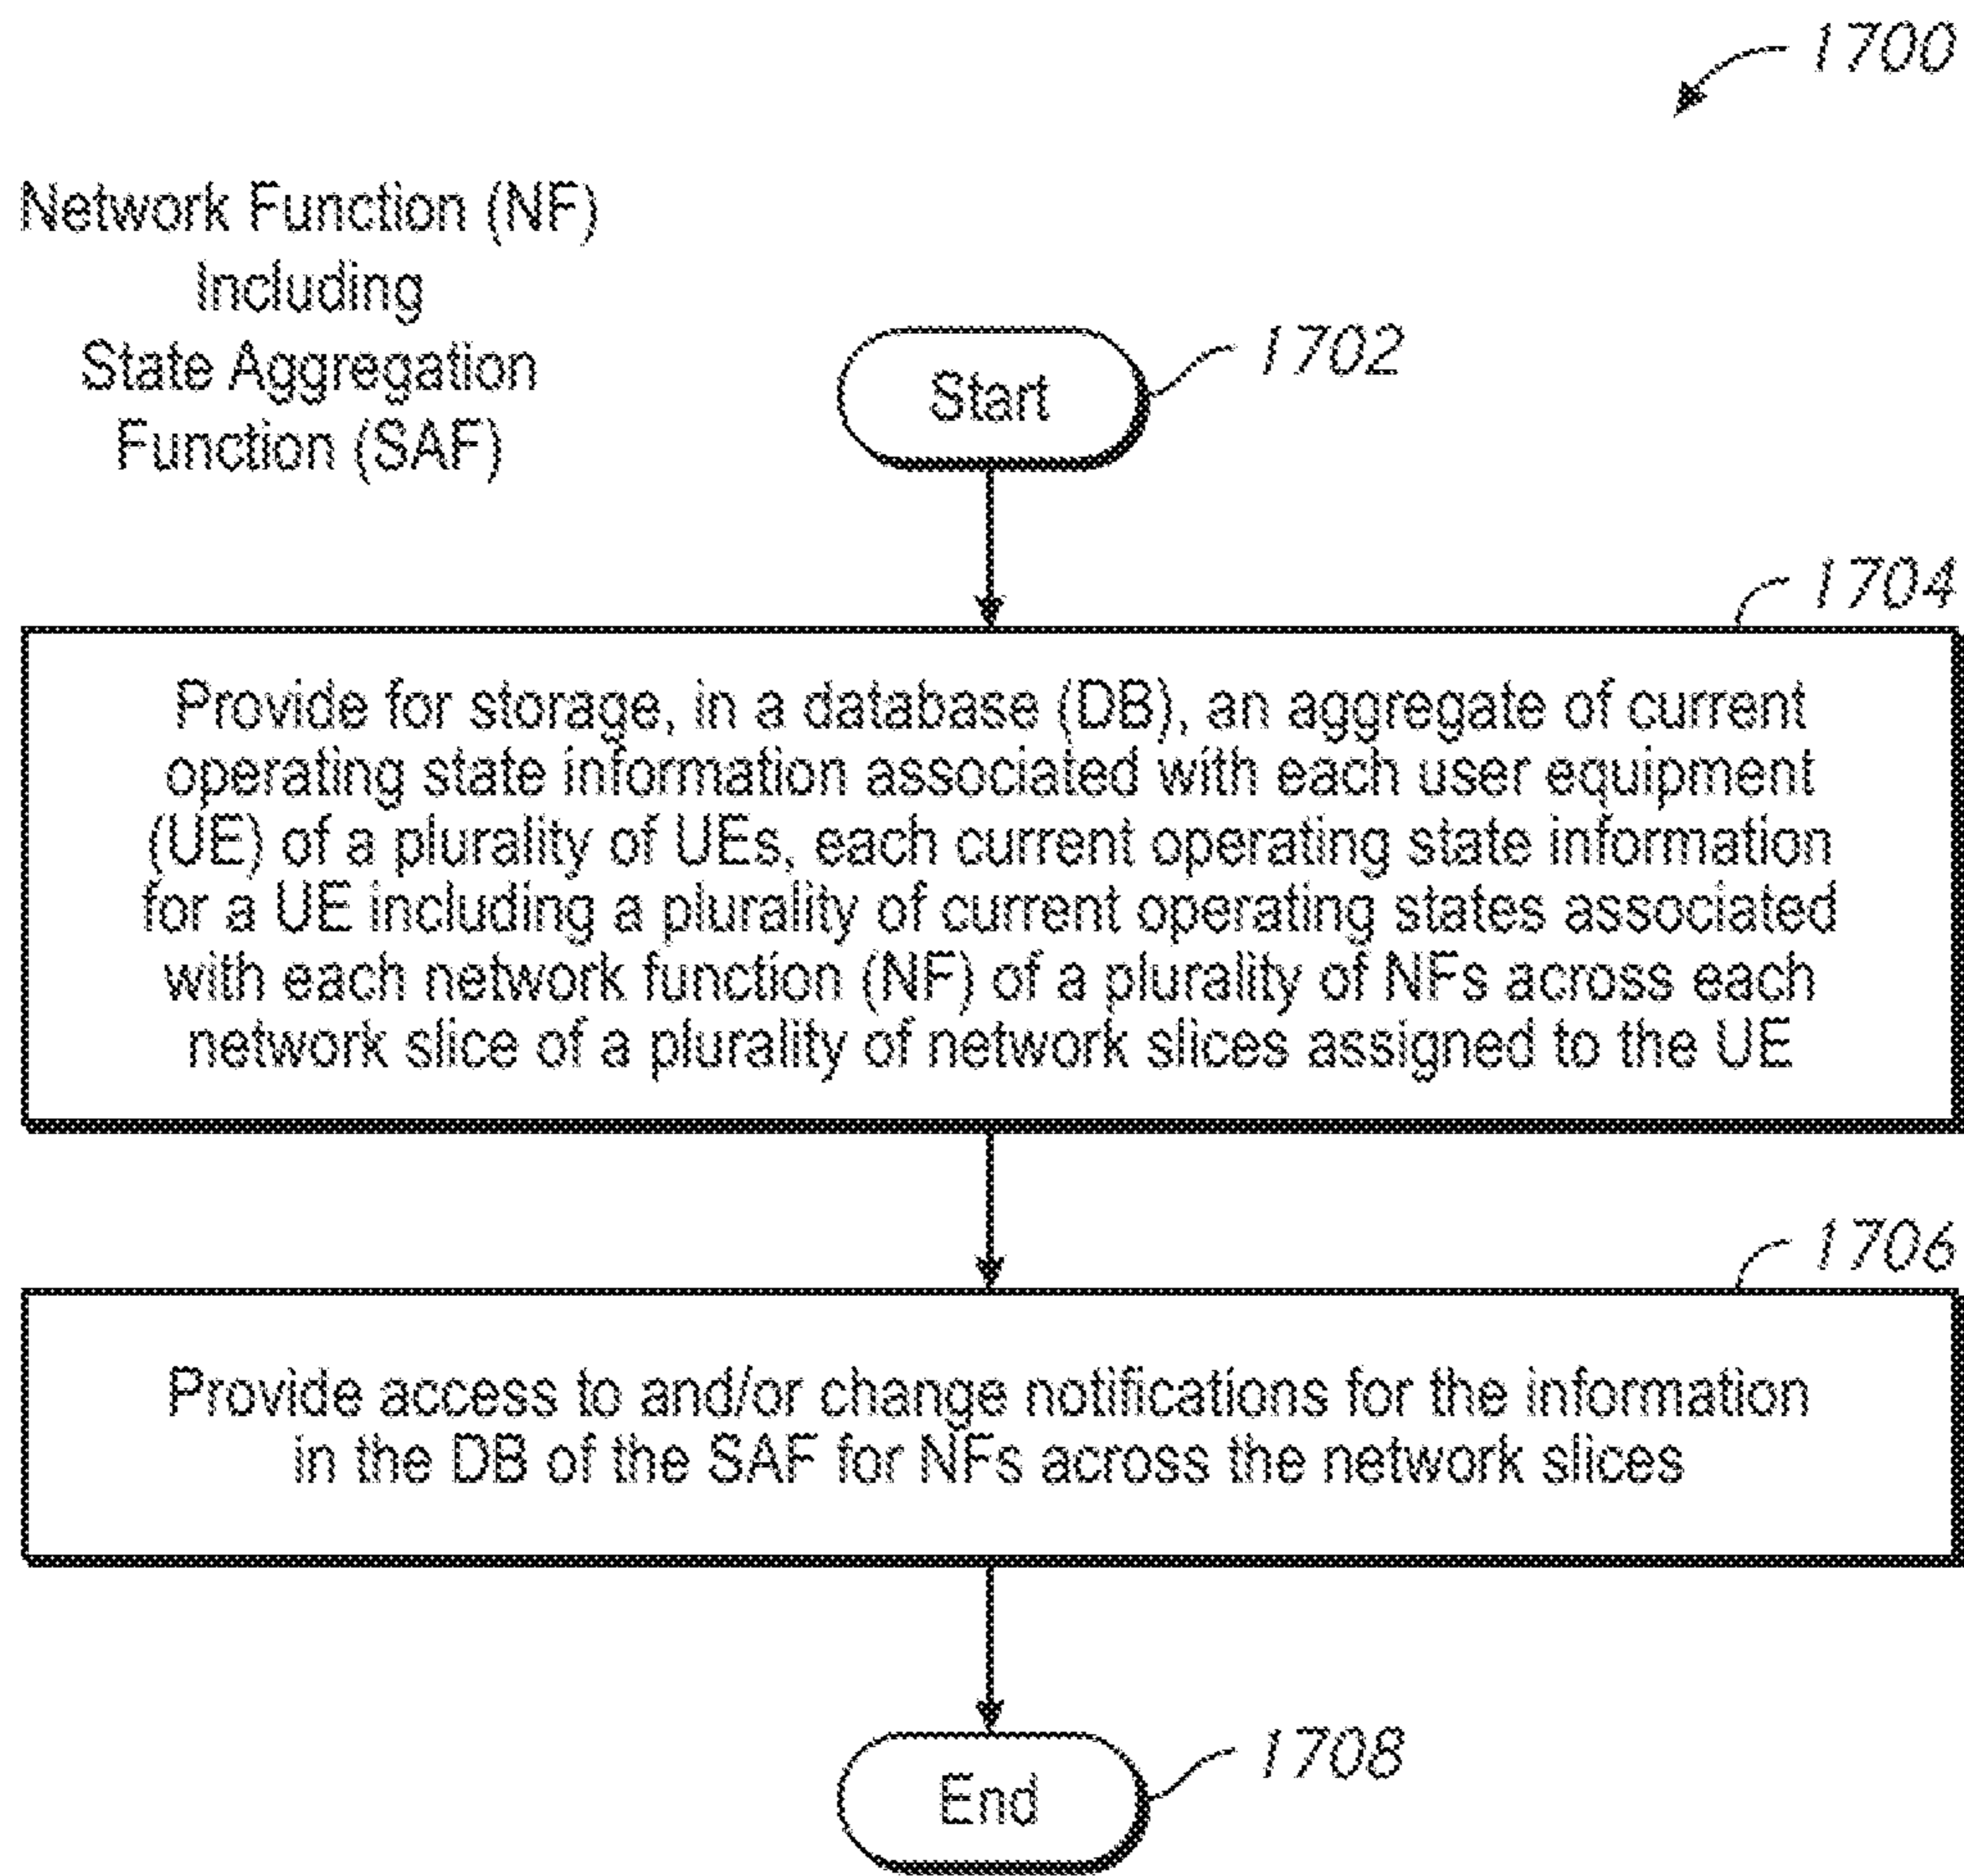 1700
Network Function (NF)
Including
State Aggregation
Function (SAF)
Start
1702
1704
Provide for storage, in a database (DB), an aggregate of current
operating state information associated with each user equipment
(UE) of a plurality of UEs, each current operating state information
for a UE including a plurality of current operating states associated
with each network function (NF) of a plurality of NFs across each
network slice of a plurality of network slices assigned to the UE
1706
Provide access to and/or change notifications for the information
in the DB of the SAF for NFs across the network slices
End
1708